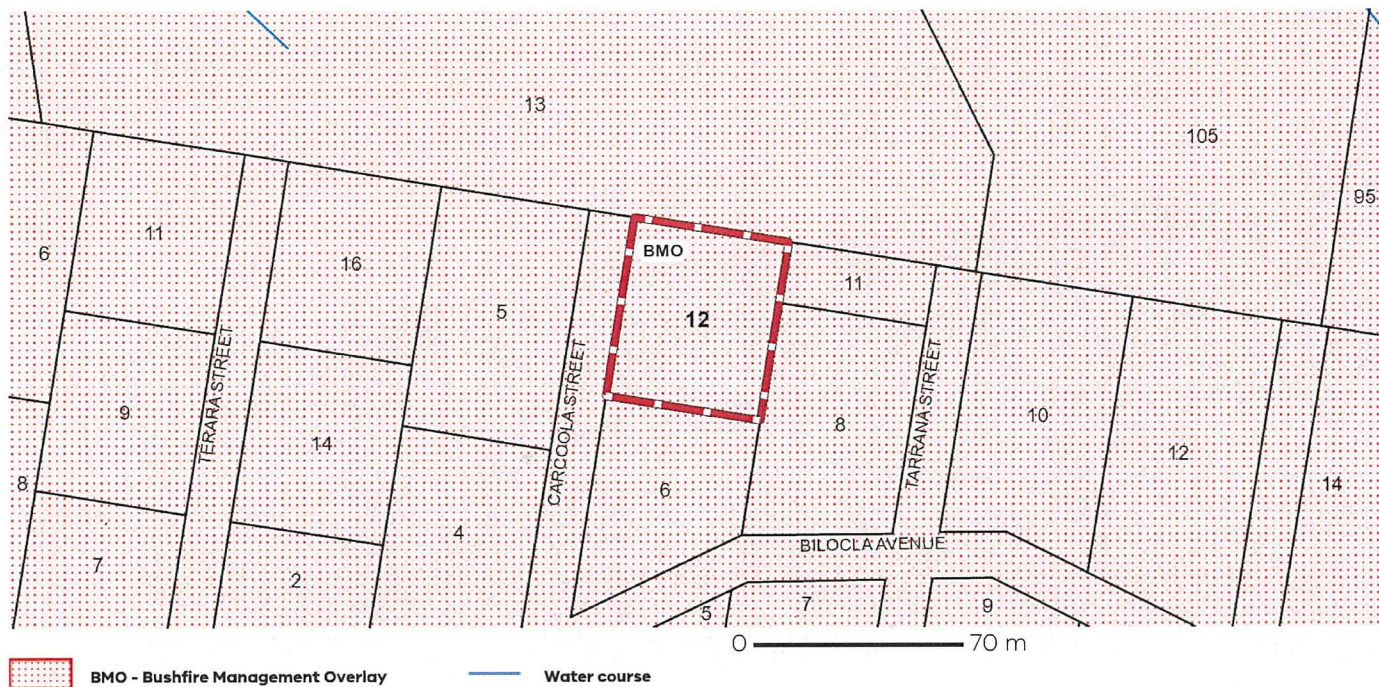 13
105
95
6
11
16
5
BMO
12
11
TERARA STREET
CARCOOLA STREET
TARRANA STREET
9
14
8
10
12
8
6
4
14
7
2
BILOCLA AVENUE
5
7
9
0 70 m
BMO - Bushfire Management Overlay
Water course